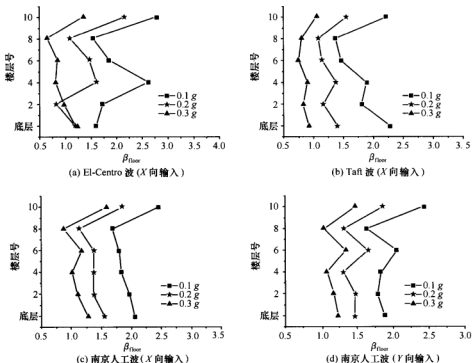 楼层号
10
8
6
4
2
底层
0.5 1.0 1.5 2.0 2.5 3.0 3.5 4.0
0.1 g
0.2 g
0.3 g
βfloor
(a) El-Centro 波 (X 向输入)
楼层号
10
8
6
4
2
底层
0.5 1.0 1.5 2.0 2.5 3.0 3.5
0.1 g
0.2 g
0.3 g
βfloor
(b) Taft 波 (X 向输入)
楼层号
10
8
6
4
2
底层
0.5 1.0 1.5 2.0 2.5 3.0
0.1 g
0.2 g
0.3 g
βfloor
(c) 南京人工波 (X 向输入)
楼层号
10
8
6
4
2
底层
0.5 1.0 1.5 2.0 2.5 3.0
0.1 g
0.2 g
0.3 g
βfloor
(d) 南京人工波 (Y 向输入)